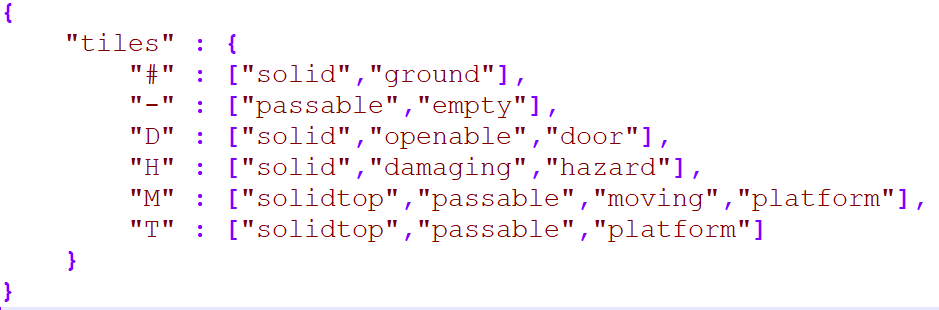 {
    "tiles" : {
        "#" : ["solid","ground"],
        "-" : ["passable","empty"],
        "D" : ["solid","openable","door"],
        "H" : ["solid","damaging","hazard"],
        "M" : ["solidtop","passable","moving","platform"],
        "T" : ["solidtop","passable","platform"]
    }
}